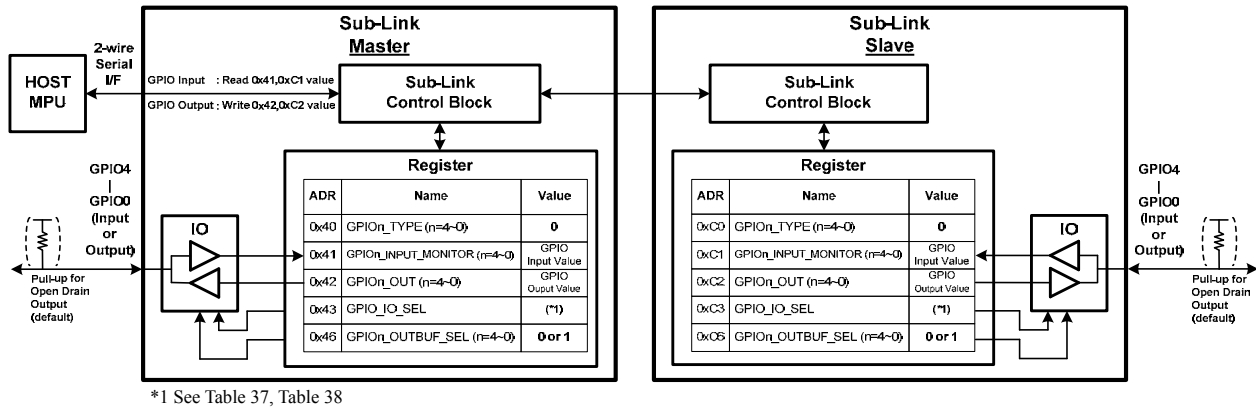 Sub-Link
Master
Sub-Link
Slave
HOST
MPU
2-wire
Serial
I/F
GPIO Input : Read 0x41,0xC1 value
GPIO Output : Write 0x42,0xC2 value
Sub-Link
Control Block
Sub-Link
Control Block
GPIO4
|
GPIO0
(Input
or
Output)
Pull-up for
Open Drain
Output
(default)
IO
Register
ADR Name Value
0x40 GPIOn_TYPE (n=4~0) 0
0x41 GPIOn_INPUT_MONITOR (n=4~0) GPIO Input Value
0x42 GPIOn_OUT (n=4~0) GPIO Ouput Value
0x43 GPIO_IO_SEL (*1)
0x46 GPIOn_OUTBUF_SEL (n=4~0) 0 or 1
Register
ADR Name Value
0xC0 GPIOn_TYPE (n=4~0) 0
0xC1 GPIOn_INPUT_MONITOR (n=4~0) GPIO Input Value
0xC2 GPIOn_OUT (n=4~0) GPIO Output Value
0xC3 GPIO_IO_SEL (*1)
0xC6 GPIOn_OUTBUF_SEL (n=4~0) 0 or 1
IO
GPIO4
|
GPIO0
(Input
or
Output)
Pull-up for
Open Drain
Output
(default)
*1 See Table 37, Table 38